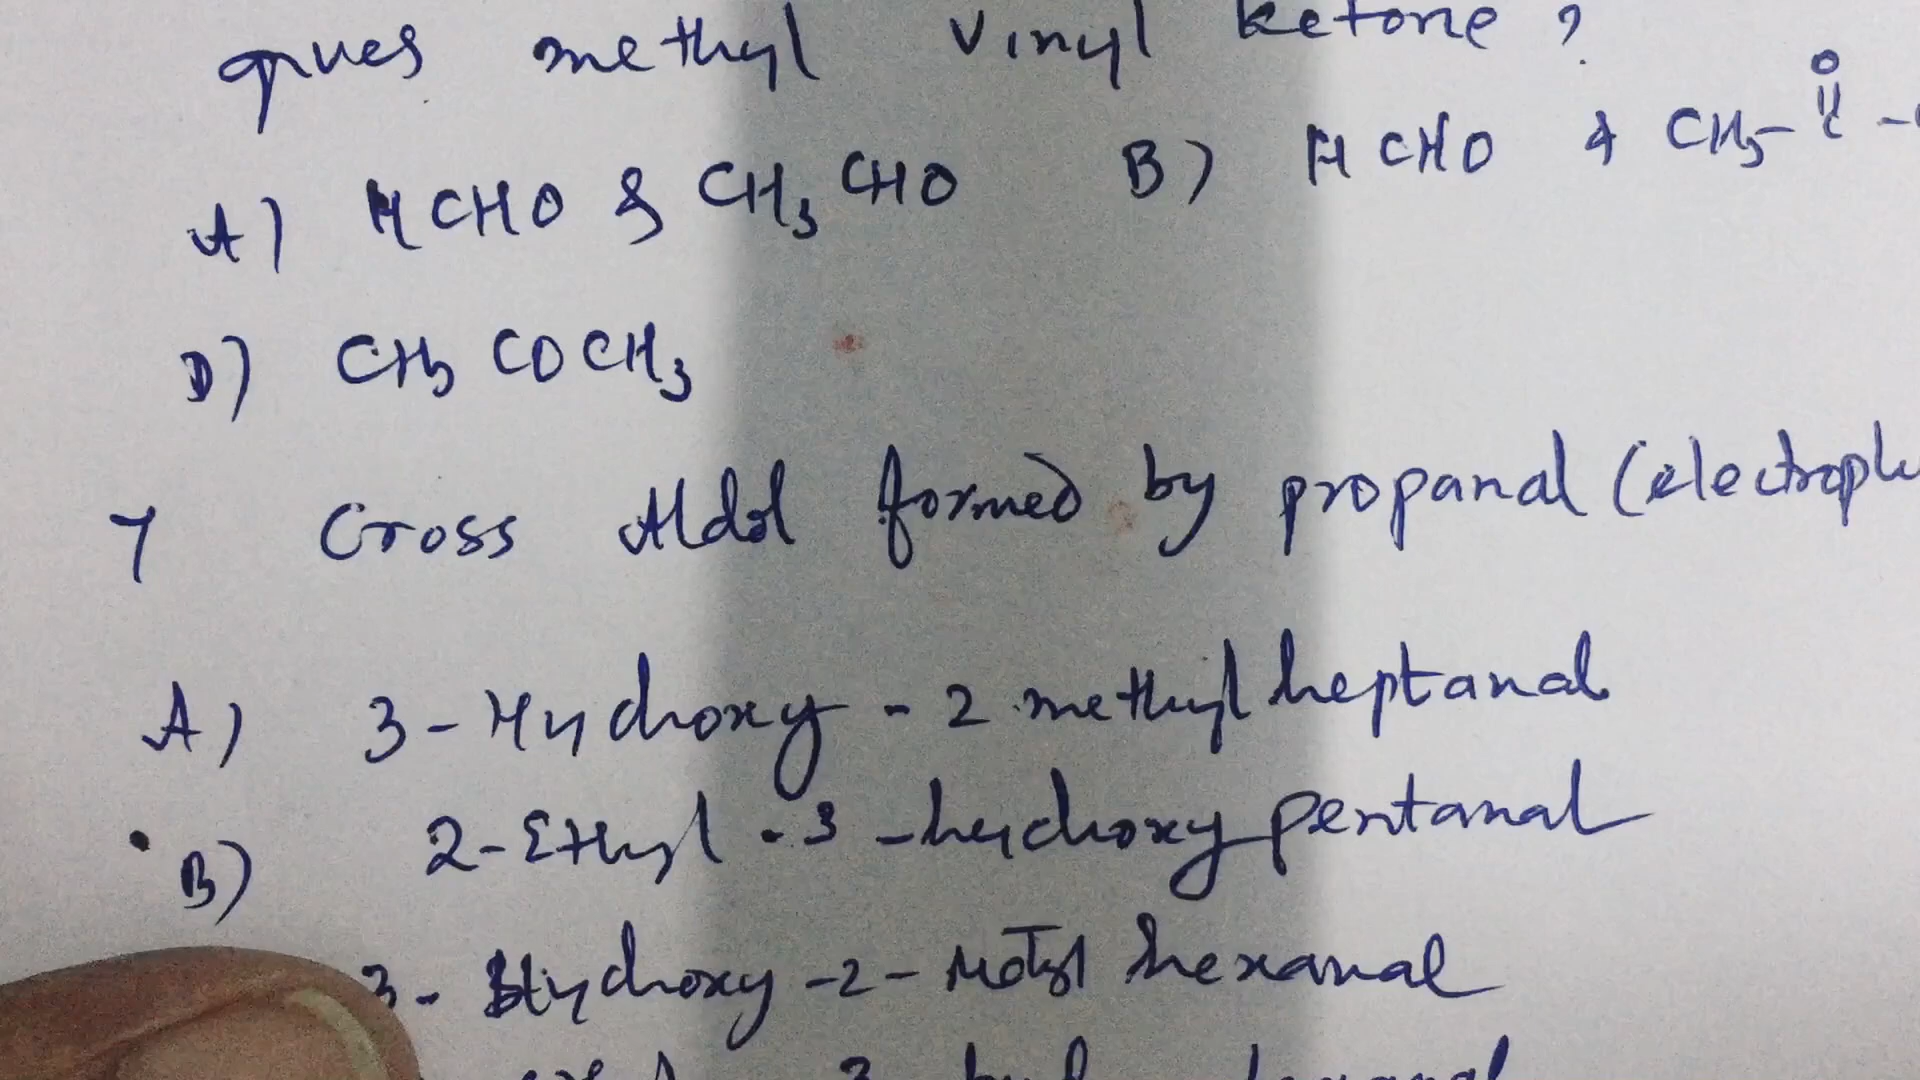 gives methyl vinyl ketone ?
A) HCHO & CH3 CHO B) HCHO & CH3-C-
O
D) CH3 COCH3
7 Cross Aldol formed by propanal (electroph
A) 3-Hydroxy - 2 methyl heptanal
B) 2-Ethyl - 3 -hydroxy pentanal
3- Hydroxy -2- Methyl hexanal